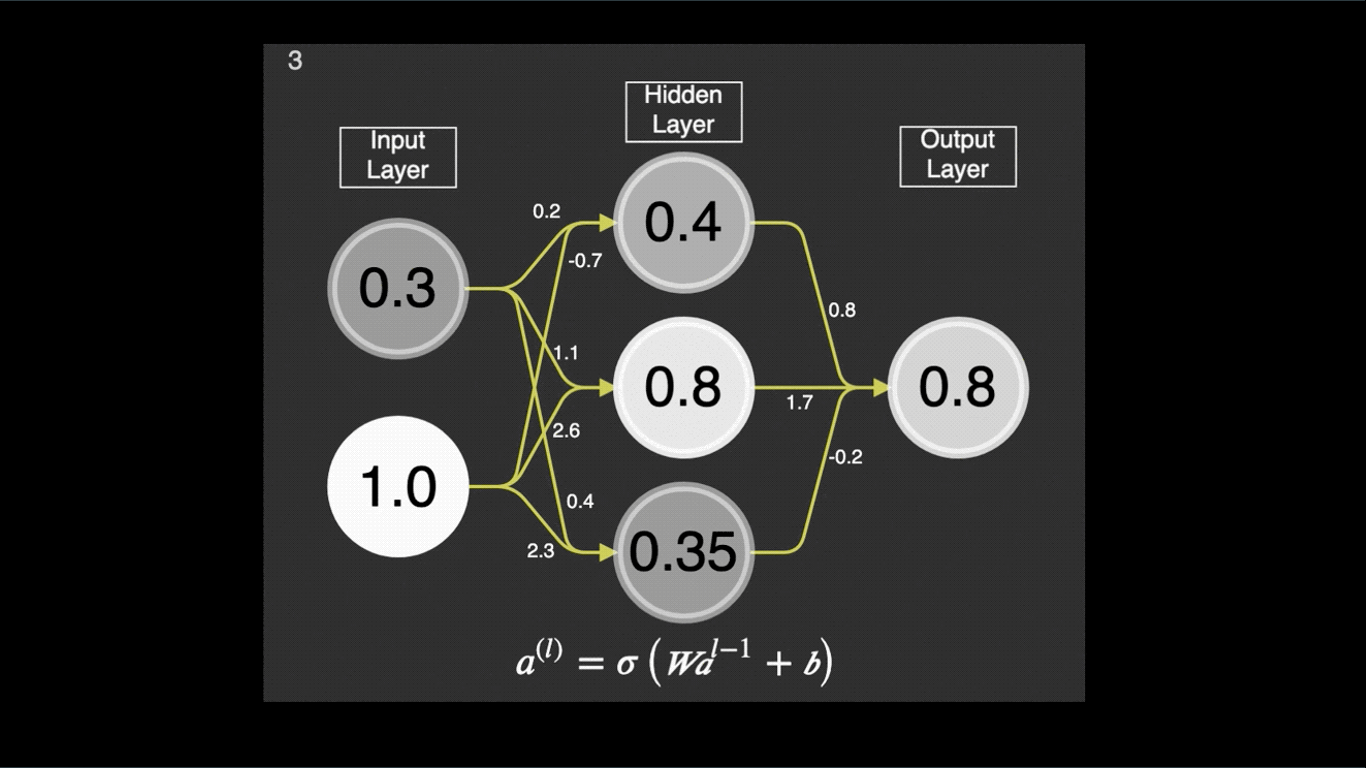 3
Hidden
Layer
Input
Layer
Output
Layer
0.2
0.4
-0.7
0.3
0.8
1.1
0.8
1.7
0.8
2.6
-0.2
1.0
0.4
2.3
0.35
a^{(l)} = σ (Wa^{l−1} + b)